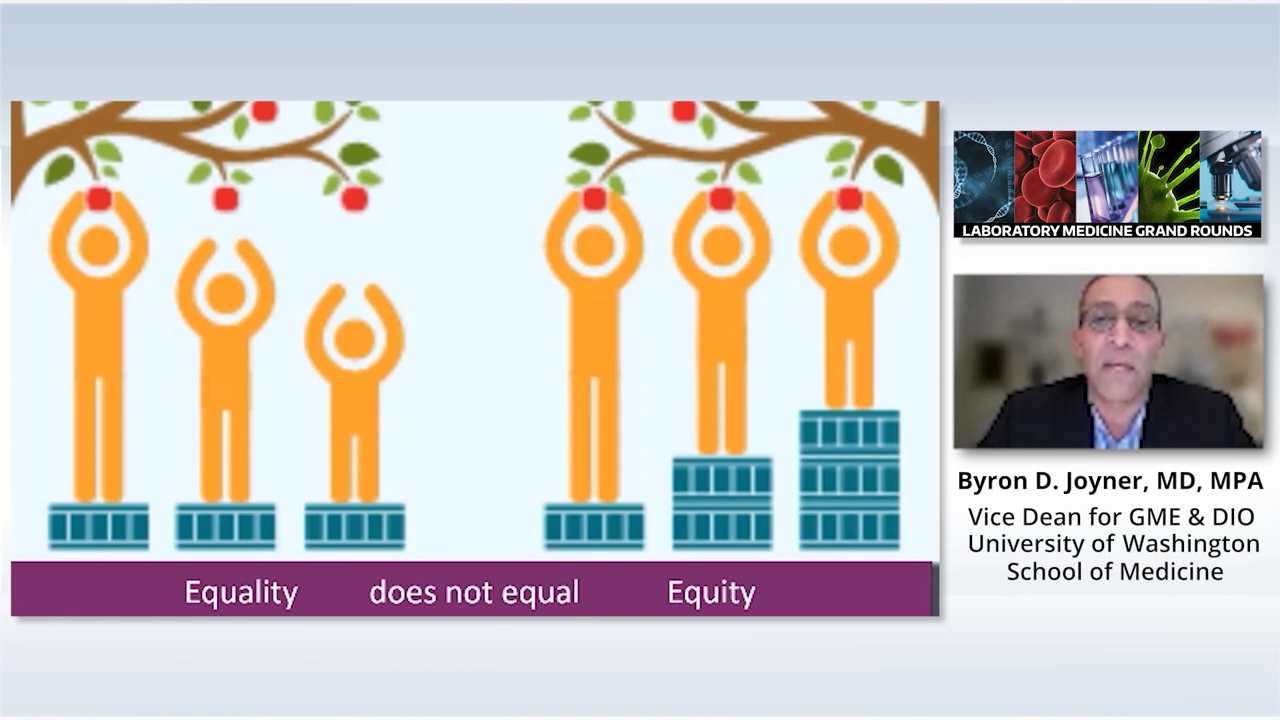 Equality does not equal Equity
LABORATORY MEDICINE GRAND ROUNDS
Byron D. Joyner, MD, MPA
Vice Dean for GME & DIO
University of Washington
School of Medicine